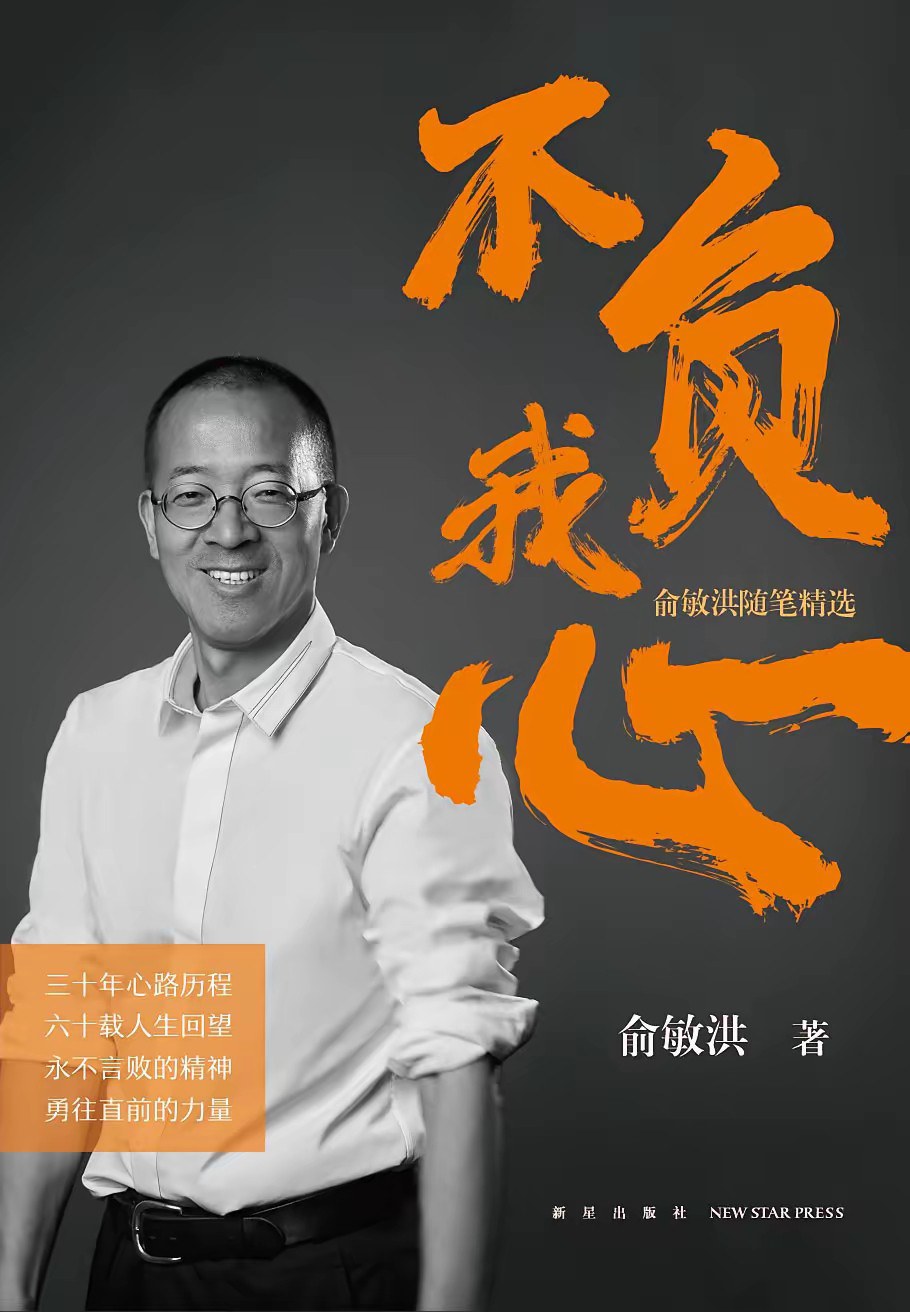 不负我心
俞敏洪随笔精选
三十年心路历程
六十载人生回望
永不言败的精神
勇往直前的力量
俞敏洪 著
新星出版社 NEW STAR PRESS